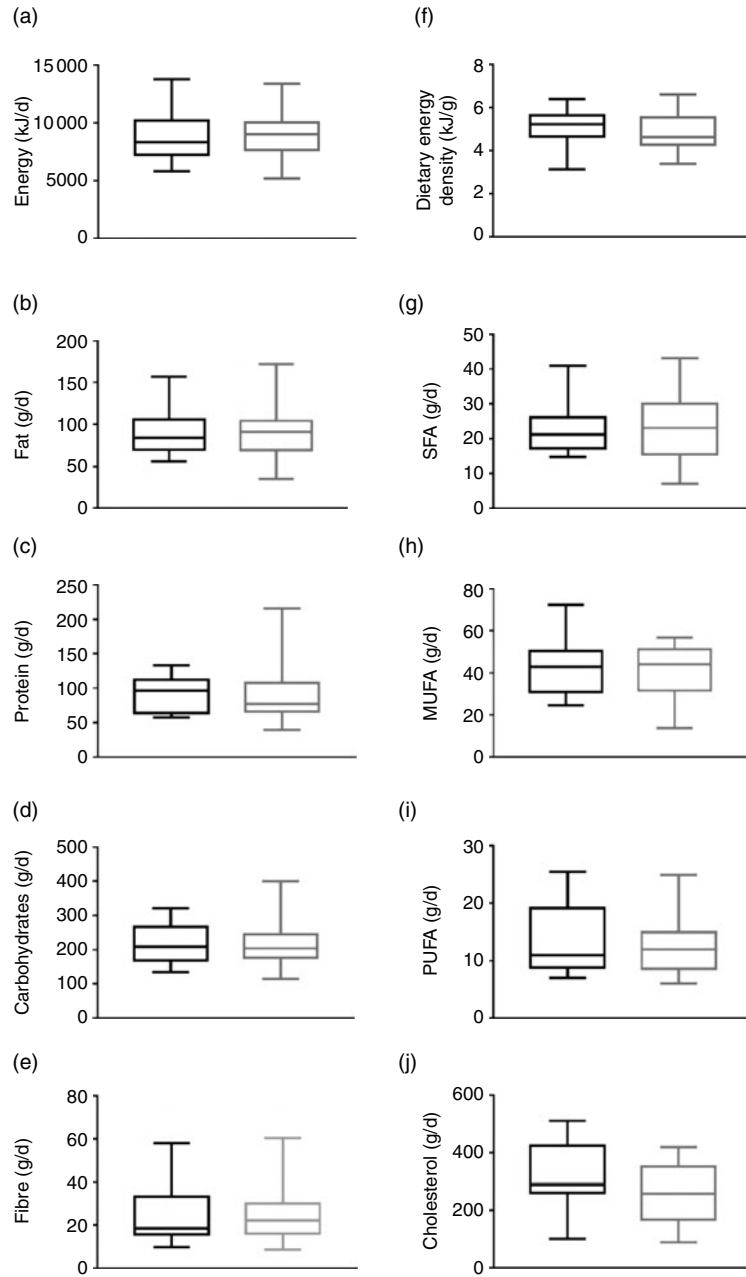 (a)
Energy (kJ/d)
15 000
10 000
5000
0
(b)
Fat (g/d)
200
150
100
50
0
(c)
Protein (g/d)
250
200
150
100
50
0
(d)
Carbohydrates (g/d)
500
400
300
200
100
0
(e)
Fibre (g/d)
80
60
40
20
0
(f)
Dietary energy
density (kJ/g)
8
6
4
2
0
(g)
SFA (g/d)
50
40
30
20
10
0
(h)
MUFA (g/d)
80
60
40
20
0
(i)
PUFA (g/d)
30
20
10
0
(j)
Cholesterol (g/d)
600
400
200
0